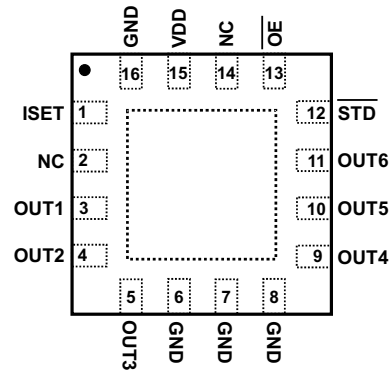 GND VDD NC OE
16 15 14 13
ISET 1 12 STD
NC 2 11 OUT6
OUT1 3 10 OUT5
OUT2 4 9 OUT4
5 6 7 8
OUT3 GND GND GND